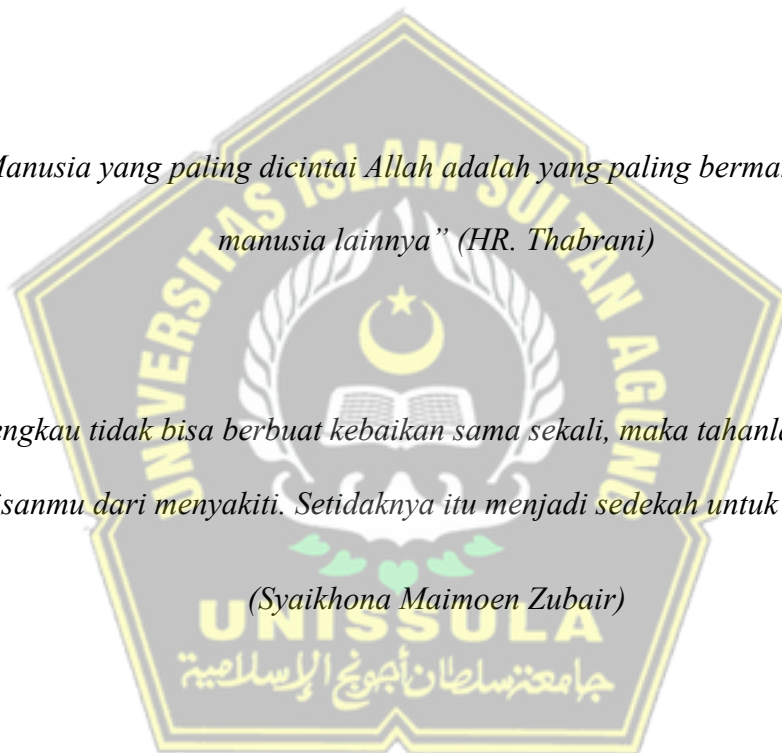 Manusia yang paling dicintai Allah adalah yang paling
manusia lainnya” (HR. Thabrani)
UNIVERSITAS ISLAM SULTAN AGUNG
engkau tidak bisa berbuat kebaikan sama sekali, maka
dari menyakiti. Setidaknya itu menjadi sedekah untuk
(Syaikhona Maimoen Zubair)
UNISSULA
جامعة سلطان أجونج الإسلامية